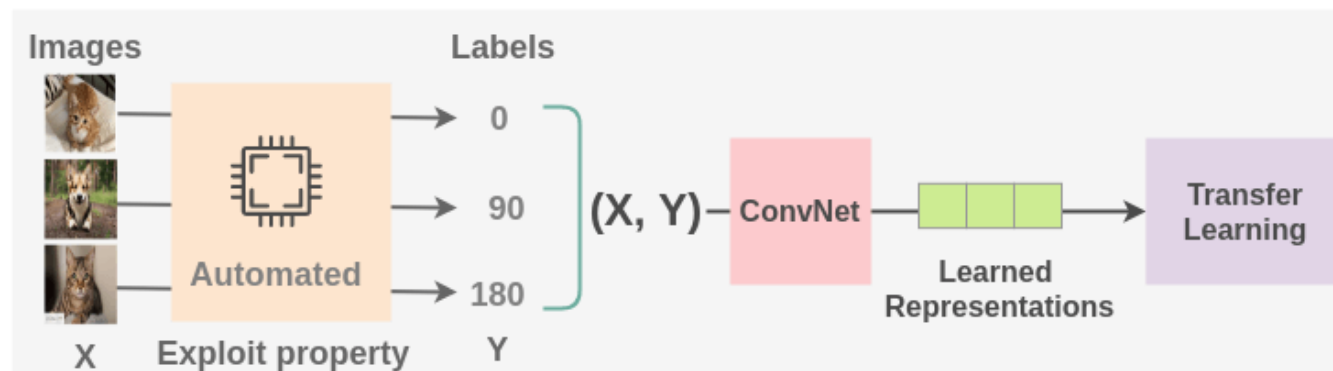 Images
Labels
0
90
(X, Y)
ConvNet
Transfer
Learning
Automated
180
Learned
Representations
X
Exploit property
Y